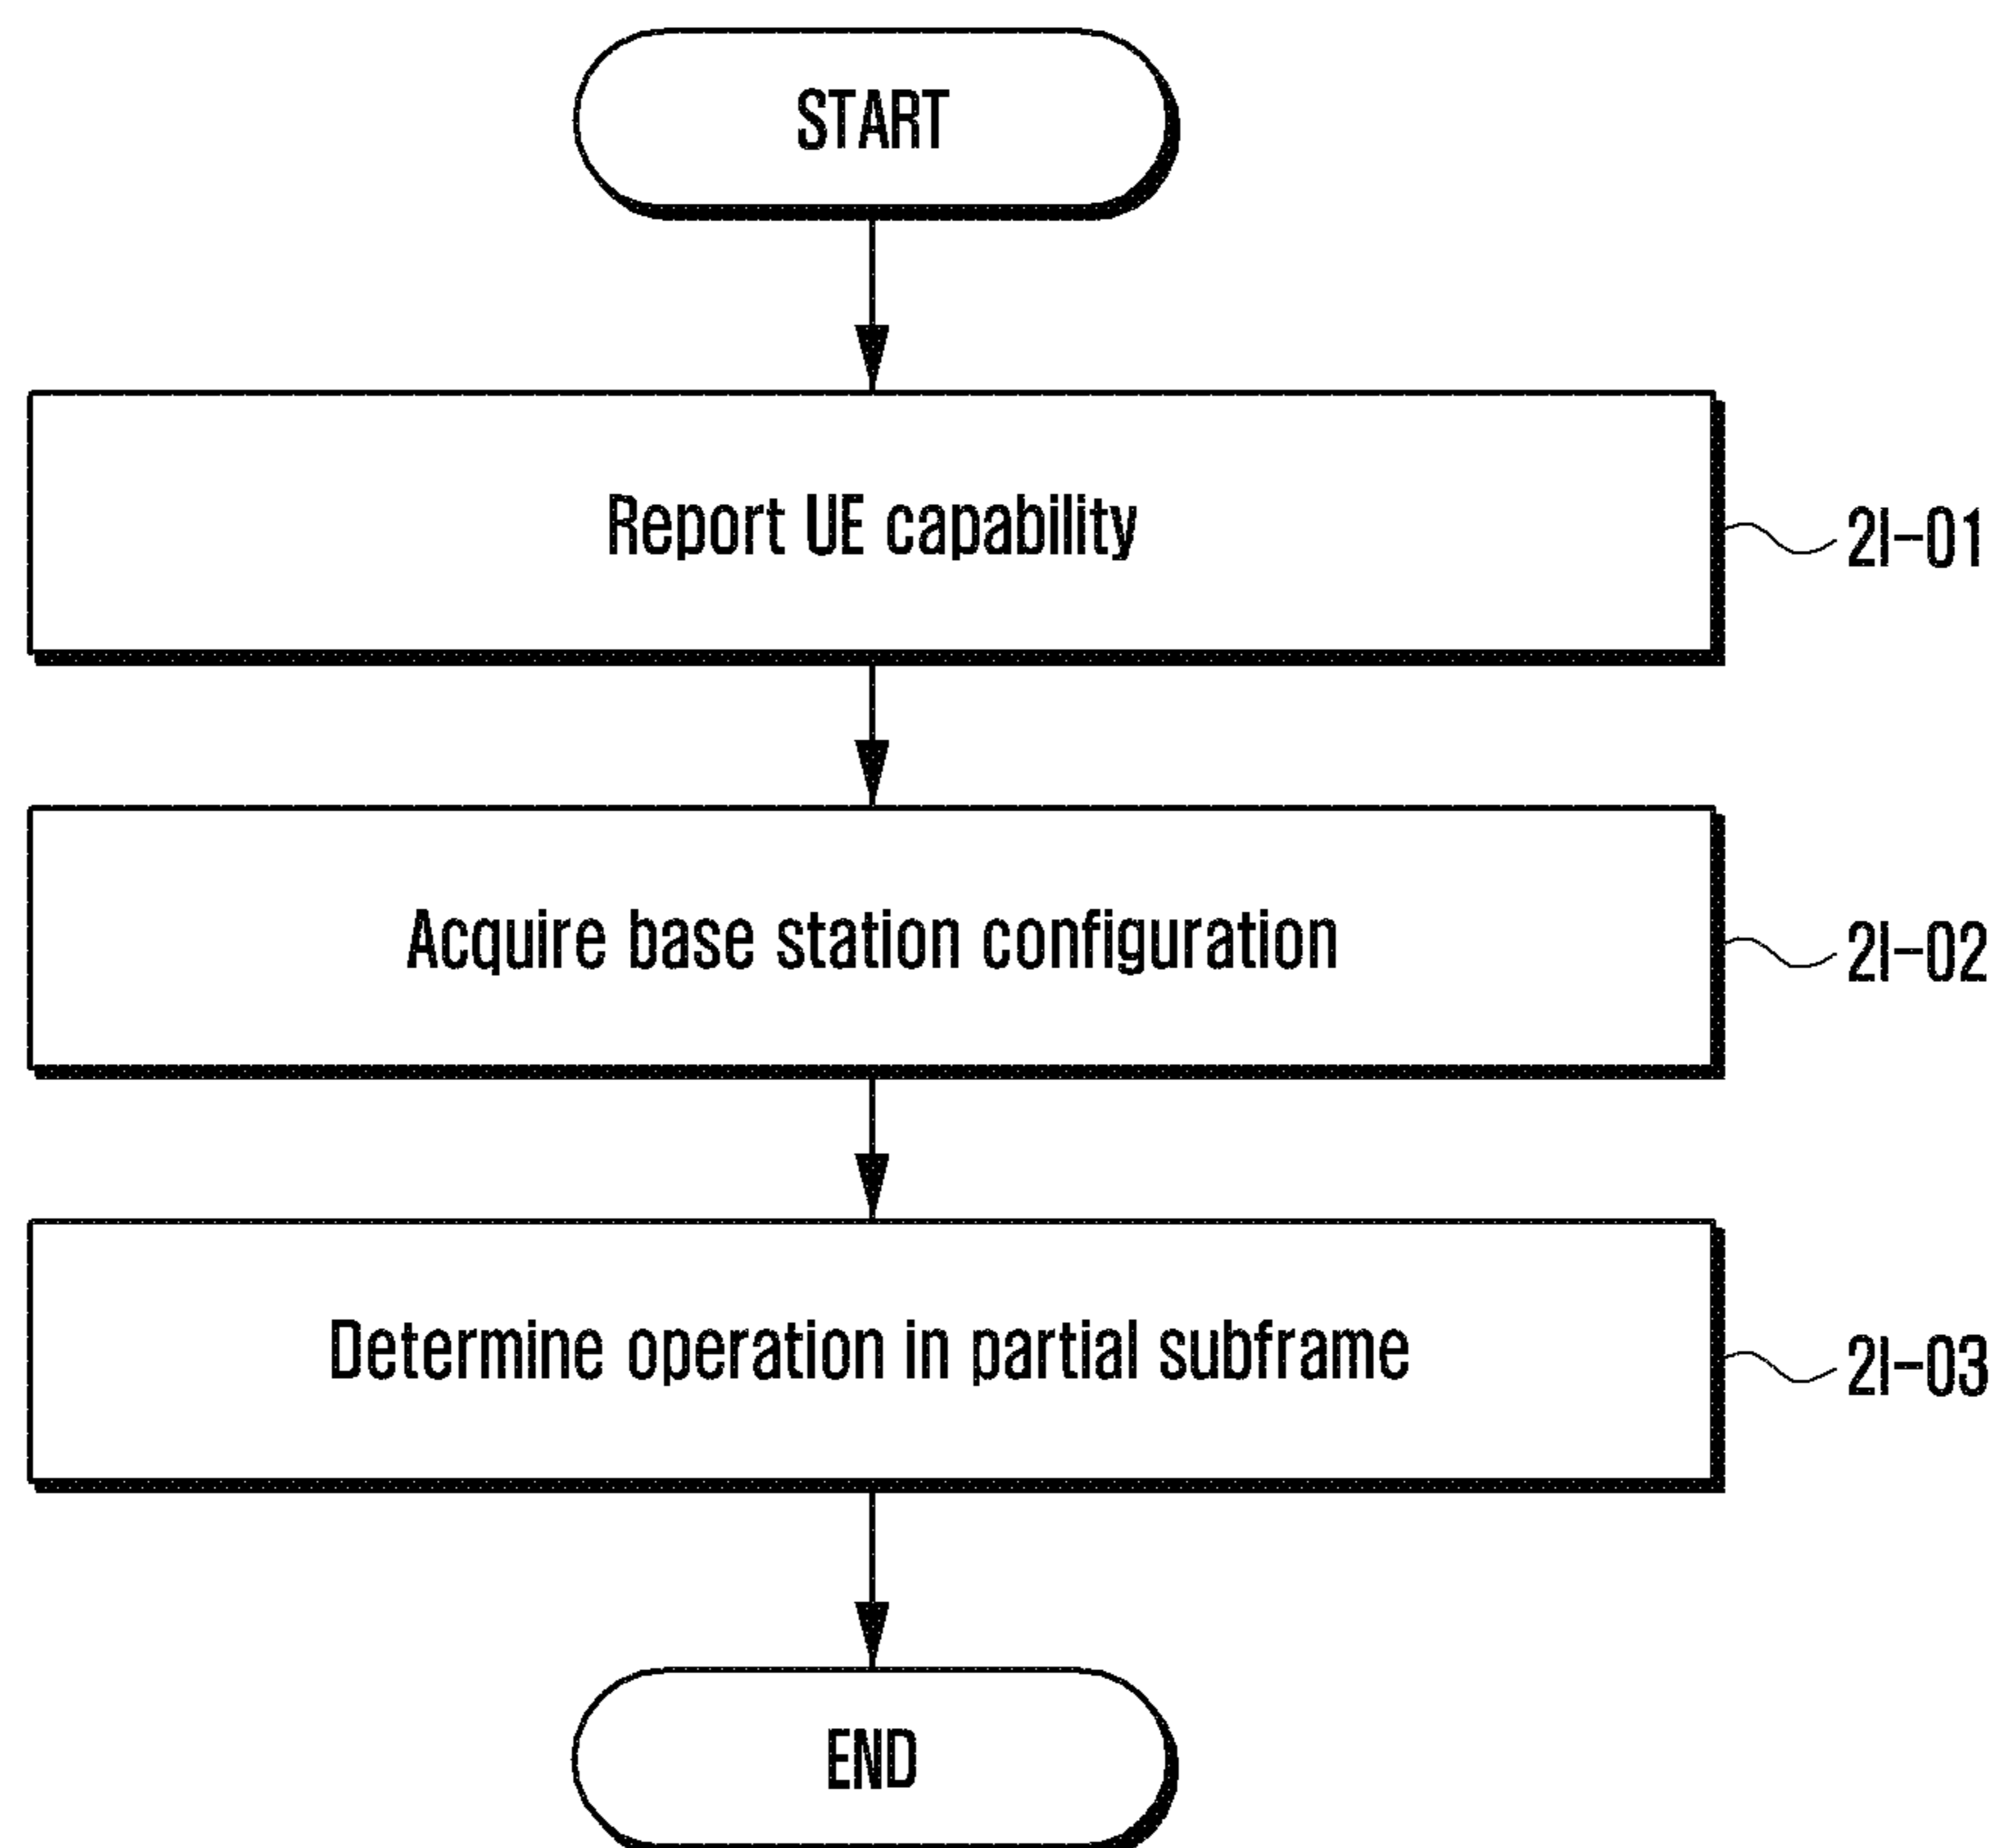 START
Report UE capability
2l-01
Acquire base station configuration
2l-02
Determine operation in partial subframe
2l-03
END